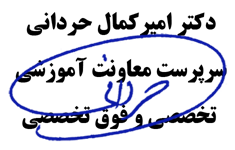 دکتر امیرکمال حردانی
سرپرست معاونت آموزشی
تخصصی و فوق تخصصی